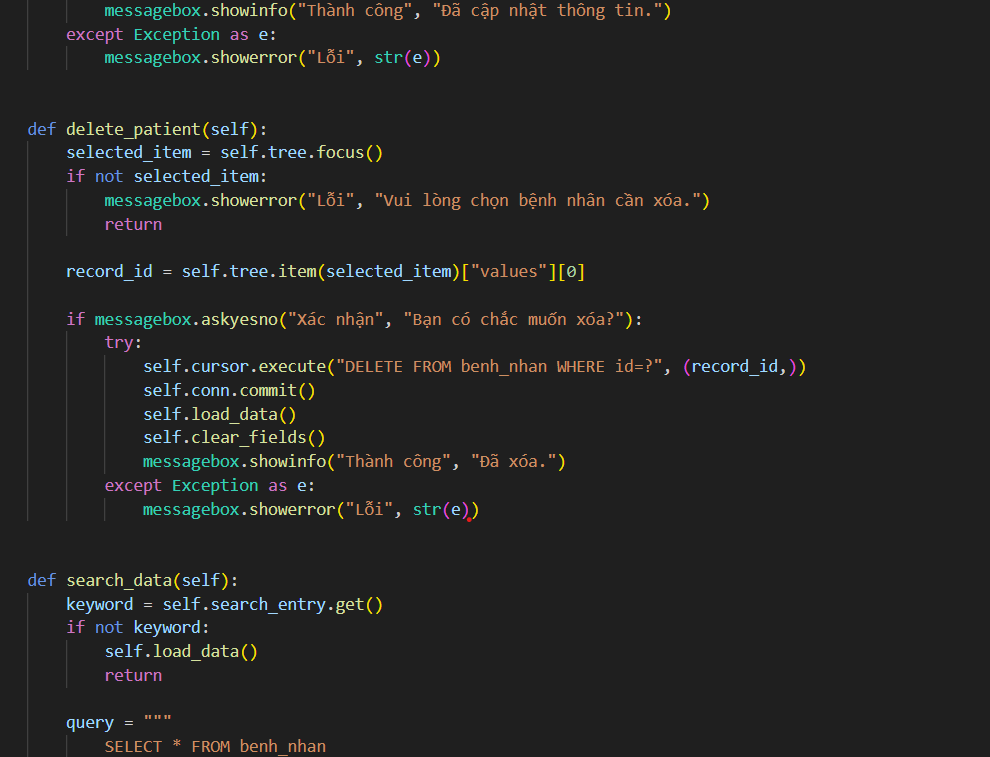 messagebox.showinfo("Thành công", "Đã cập nhật thông tin.")
except Exception as e:
messagebox.showerror("Lỗi", str(e))
def delete_patient(self):
selected_item = self.tree.focus()
if not selected_item:
messagebox.showerror("Lỗi", "Vui lòng chọn bệnh nhân cần xóa.")
return
record_id = self.tree.item(selected_item)["values"][0]
if messagebox.askyesno("Xác nhận", "Bạn có chắc muốn xóa?"):
try:
self.cursor.execute("DELETE FROM benh_nhan WHERE id=?", (record_id,))
self.conn.commit()
self.load_data()
self.clear_fields()
messagebox.showinfo("Thành công", "Đã xóa.")
except Exception as e:
messagebox.showerror("Lỗi", str(e))
def search_data(self):
keyword = self.search_entry.get()
if not keyword:
self.load_data()
return
query = """
SELECT * FROM benh_nhan